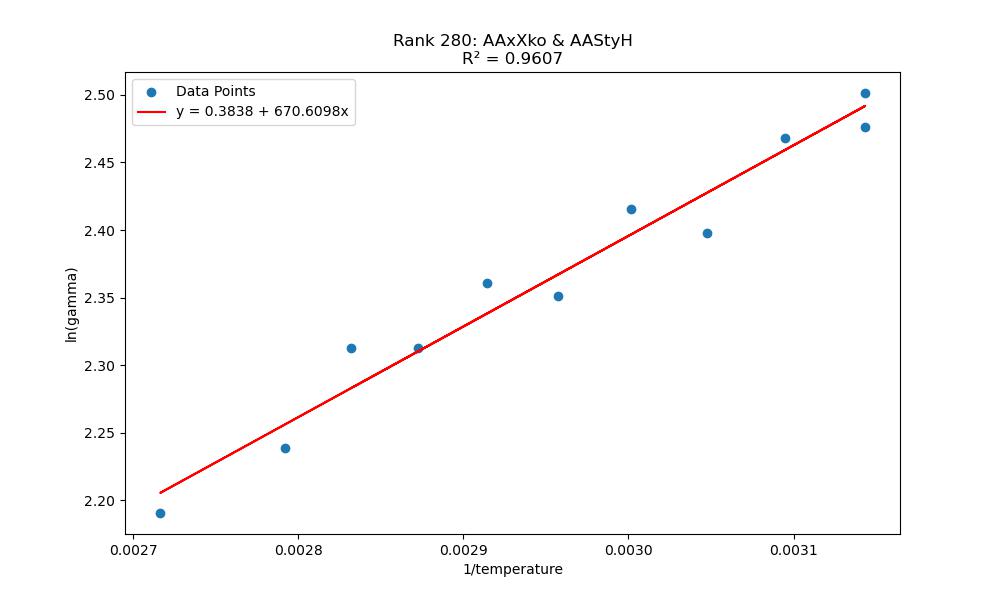 Rank 280: AAxXko & AAStyH
R² = 0.9607
Data Points
y = 0.3838 + 670.6098x
2.50
2.45
2.40
2.35
2.30
2.25
2.20
ln(gamma)
0.0027 0.0028 0.0029 0.0030 0.0031
1/temperature